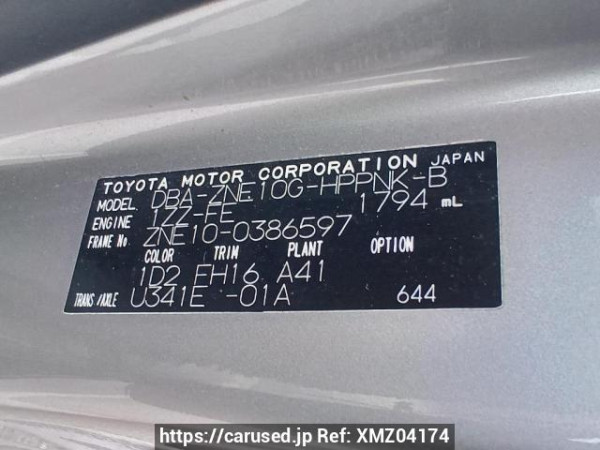 TOYOTA MOTOR CORPORATION JAPAN
MODEL DBA-ZNE10G-HPPNK-B
ENGINE 1ZZ-FE 1794 mL
FRAME No. ZNE10-0386597
COLOR TRIM PLANT OPTION
1D2 FH16 A41
TRANS/AXLE U341E -01A 644
https://carused.jp Ref: XMZ04174